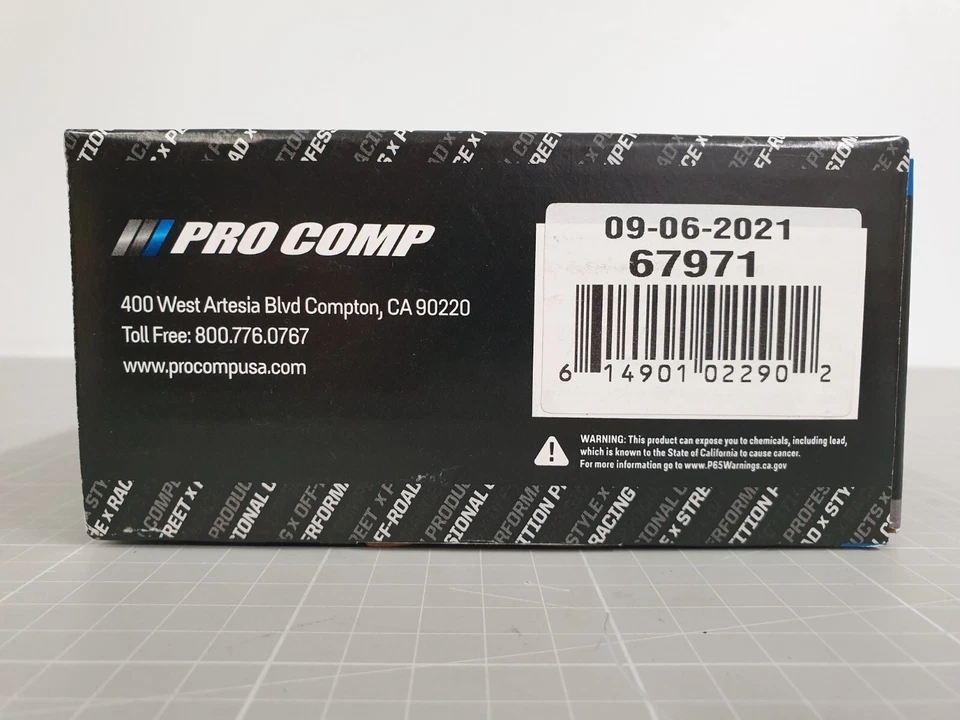 PRO COMP
400 West Artesia Blvd Compton, CA 90220
Toll Free: 800.776.0767
www.procompusa.com
09-06-2021
67971
6 14901 02290 2
WARNING: This product can expose you to chemicals, including lead,
which is known to the State of California to cause cancer.
For more information go to www.P65Warnings.ca.gov